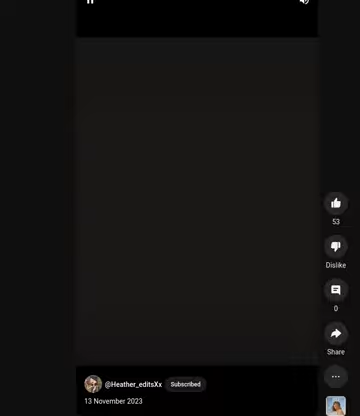 53
Dislike
0
Share
@Heather_editsXx Subscribed
13 November 2023